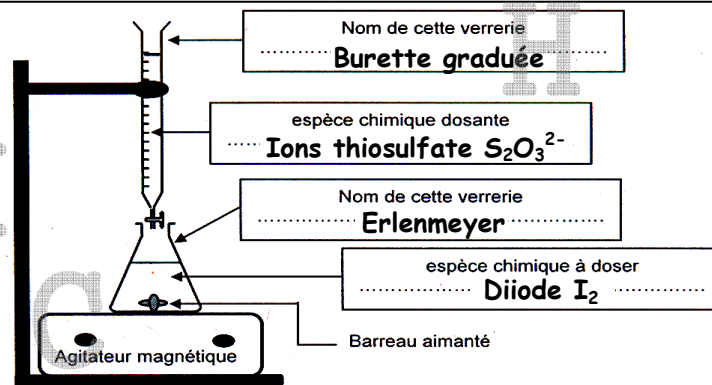 Nom de cette verrerie
Burette graduée
espèce chimique dosante
Ions thiosulfate S₂O₃²⁻
Nom de cette verrerie
Erlenmeyer
espèce chimique à doser
Diiode I₂
Barreau aimanté
Agitateur magnétique
H
C